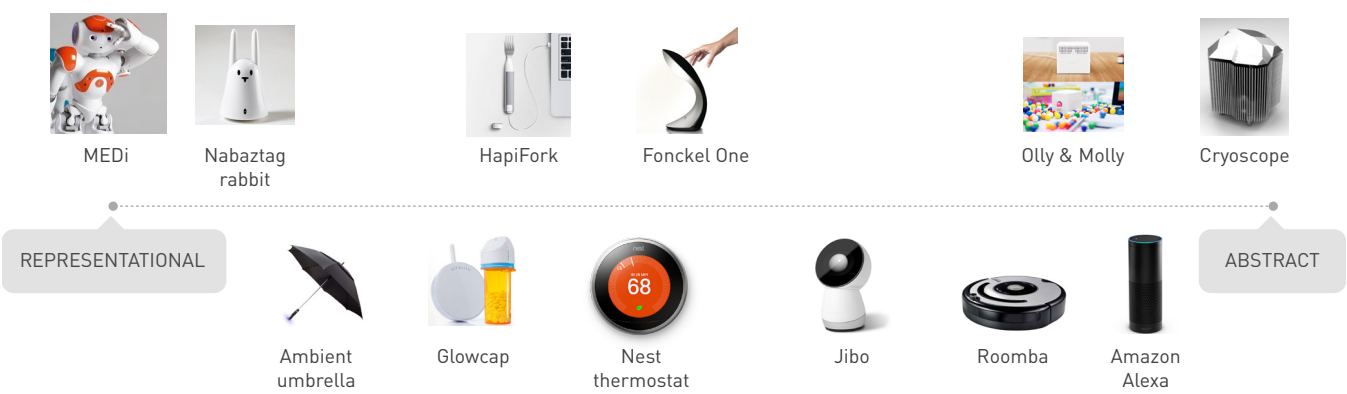 MEDi
Nabaztag
rabbit
HapiFork
Fonckel One
Olly & Molly
Cryoscope
REPRESENTATIONAL
ABSTRACT
nest
68
Ambient
umbrella
Glowcap
Nest
thermostat
Jibo
Roomba
Amazon
Alexa